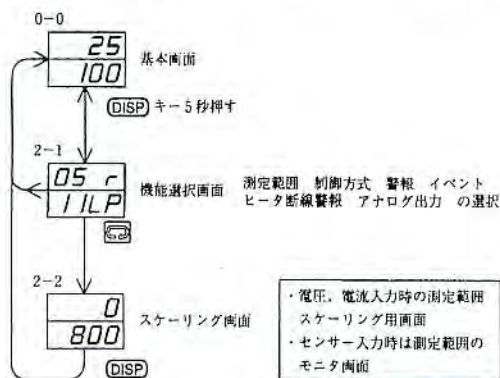 0-0
25
100
基本画面
DISP キー5秒押す
2-1
05 r
11LP
機能選択画面
測定範囲 制御方式 警報 イベント
ヒータ断線警報 アナログ出力 の選択
2-2
0
800
スケーリング画面
DISP
・電圧、電流入力時の測定範囲
スケーリング用画面
・センサー入力時は測定範囲の
モニタ画面